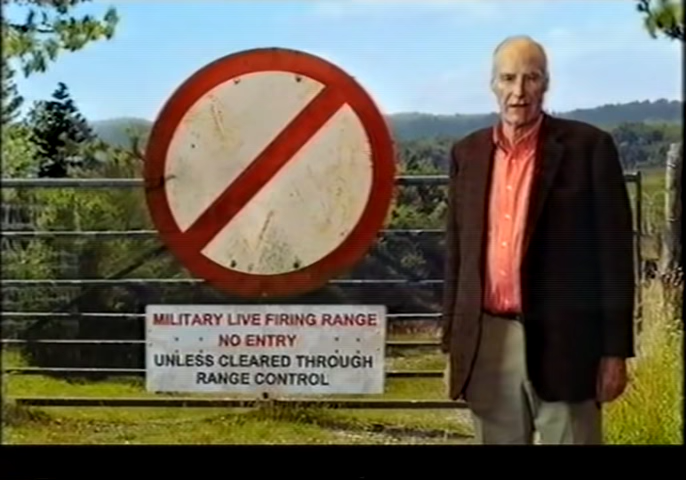 MILITARY LIVE FIRING RANGE
NO ENTRY
UNLESS CLEARED THROUGH
RANGE CONTROL